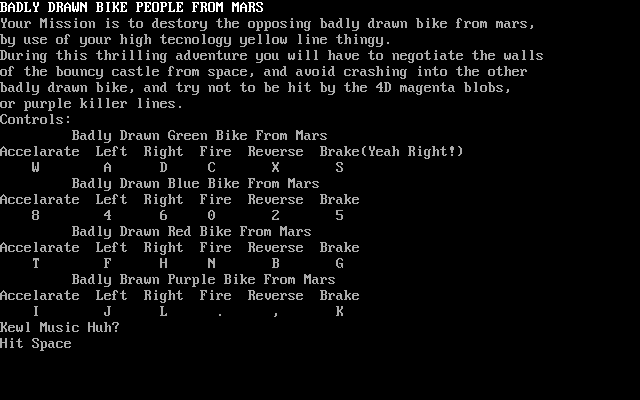 BADLY DRAWN BIKE PEOPLE FROM MARS
Your Mission is to destory the opposing badly drawn bike from mars,
by use of your high tecnology yellow line thingy.
During this thrilling adventure you will have to negotiate the walls
of the bouncy castle from space, and avoid crashing into the other
badly drawn bike, and try not to be hit by the 4D magenta blobs,
or purple killer lines.
Controls:
Badly Drawn Green Bike From Mars
Accelarate Left Right Fire Reverse Brake(Yeah Right!)
W A D C X S
Badly Drawn Blue Bike From Mars
Accelarate Left Right Fire Reverse Brake
8 4 6 0 2 5
Badly Drawn Red Bike From Mars
Accelarate Left Right Fire Reverse Brake
T F H N B G
Badly Brawn Purple Bike From Mars
Accelarate Left Right Fire Reverse Brake
I J L . , K
Kewl Music Huh?
Hit Space